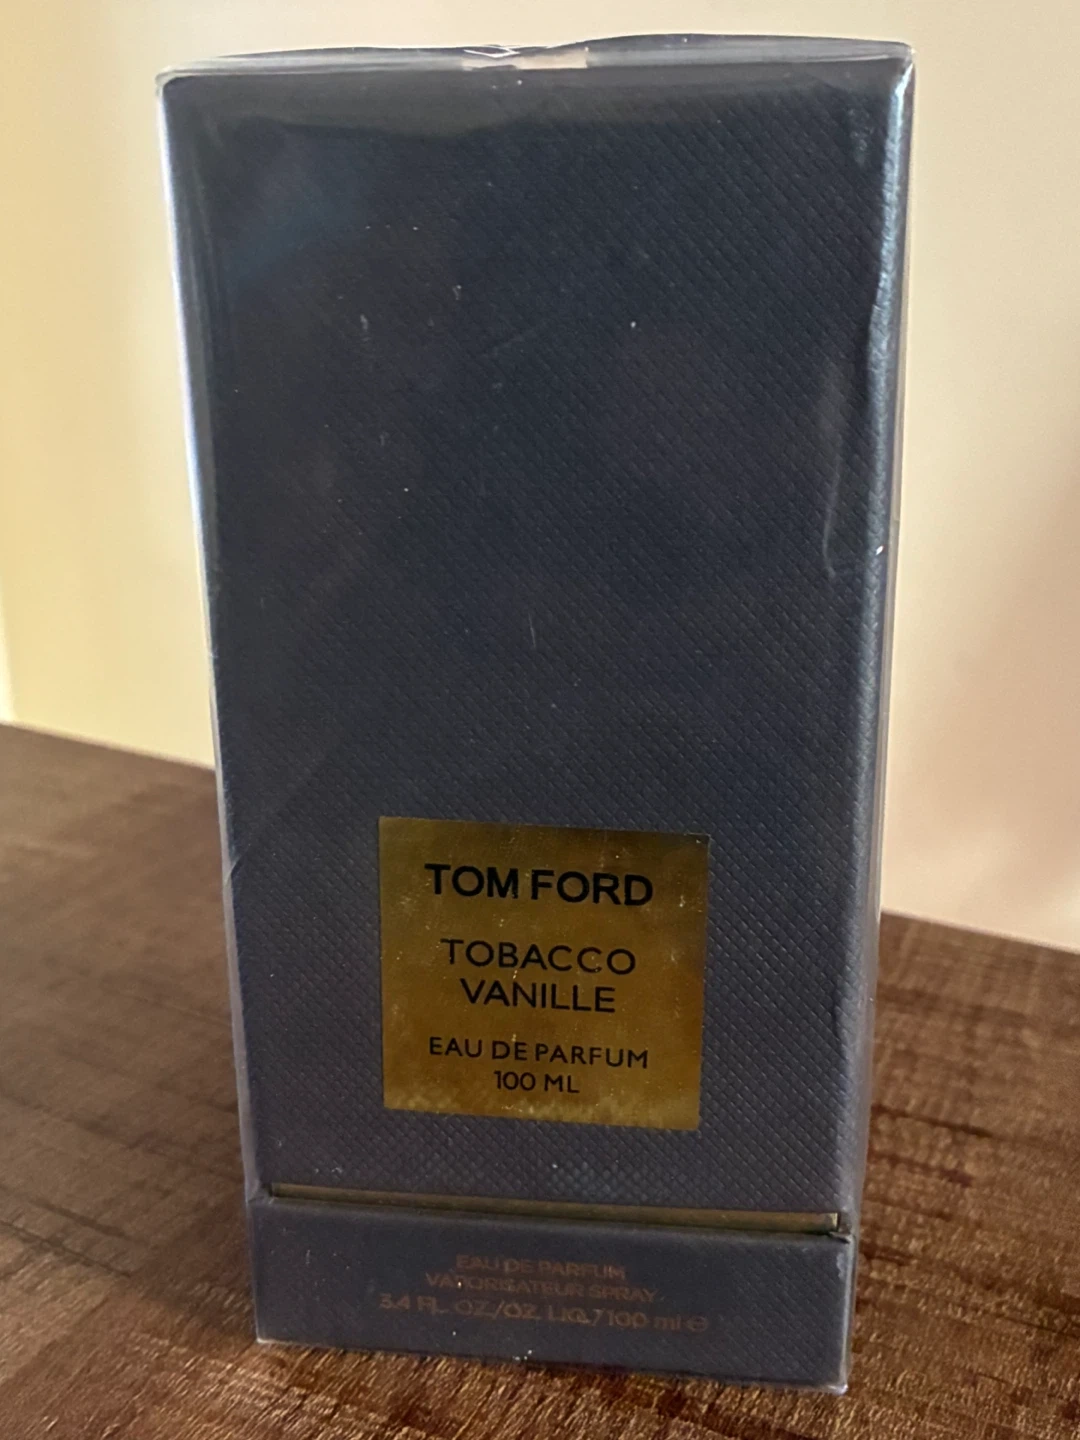 TOM FORD
TOBACCO
VANILLE
EAU DE PARFUM
100 ML
EAU DE PARFUM
VAPORISATEUR SPRAY
3.4 FL. OZ./OZ. LIQ./100 ml ℮